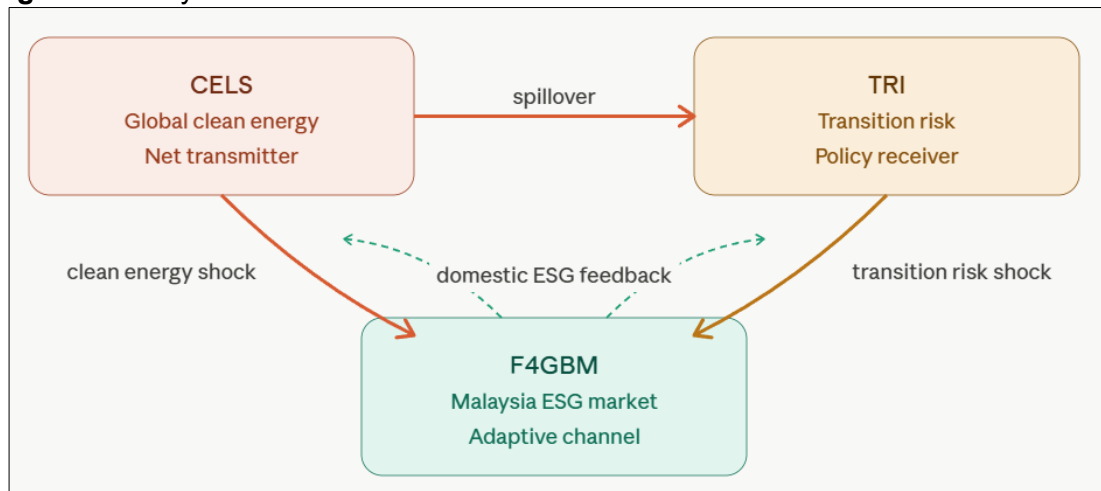 CELS
Global clean energy
Net transmitter
spillover
TRI
Transition risk
Policy receiver
clean energy shock
domestic ESG feedback
transition risk shock
F4GBM
Malaysia ESG market
Adaptive channel